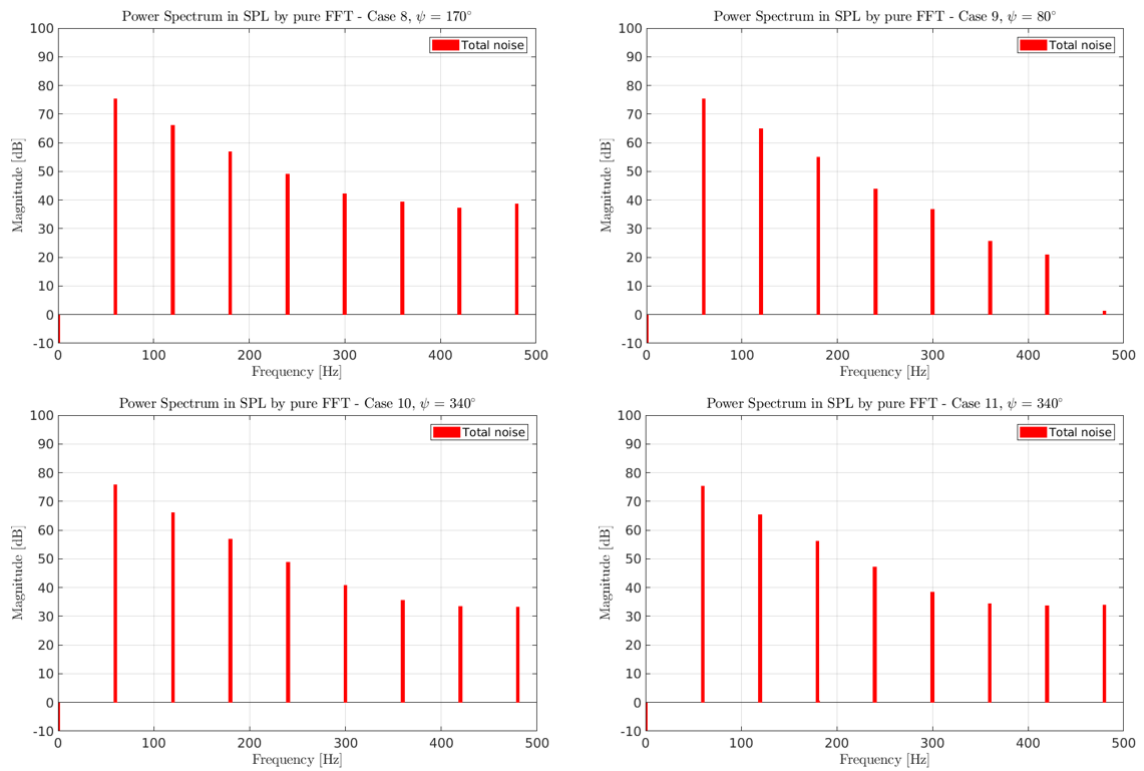 Power Spectrum in SPL by pure FFT - Case 8, ψ = 170°
100
90
80
70
60
50
40
30
20
10
0
-10
Magnitude [dB]
Total noise
0 100 200 300 400 500
Frequency [Hz]
Power Spectrum in SPL by pure FFT - Case 9, ψ = 80°
100
90
80
70
60
50
40
30
20
10
0
-10
Magnitude [dB]
Total noise
0 100 200 300 400 500
Frequency [Hz]
Power Spectrum in SPL by pure FFT - Case 10, ψ = 340°
100
90
80
70
60
50
40
30
20
10
0
-10
Magnitude [dB]
Total noise
0 100 200 300 400 500
Frequency [Hz]
Power Spectrum in SPL by pure FFT - Case 11, ψ = 340°
100
90
80
70
60
50
40
30
20
10
0
-10
Magnitude [dB]
Total noise
0 100 200 300 400 500
Frequency [Hz]